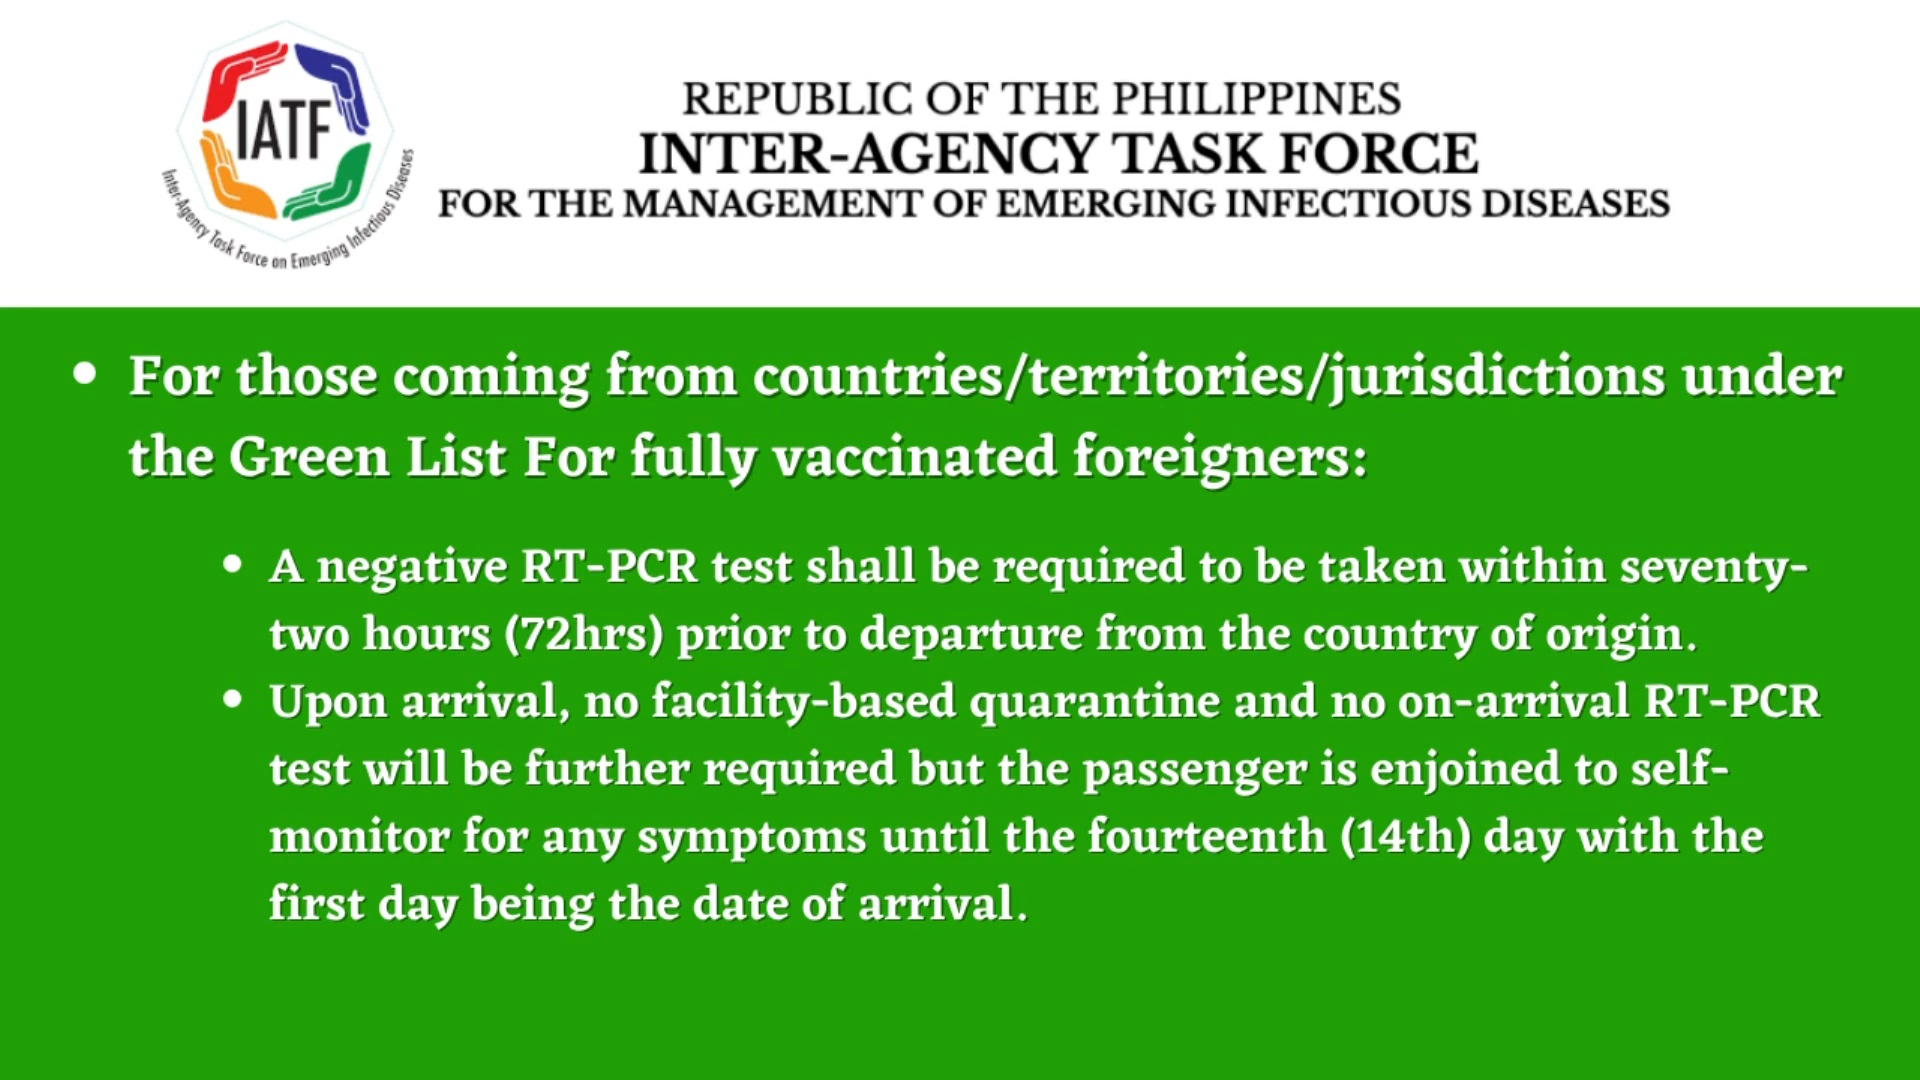 IATF
Inter-Agency Task Force on Emerging Infectious Diseases
REPUBLIC OF THE PHILIPPINES
INTER-AGENCY TASK FORCE
FOR THE MANAGEMENT OF EMERGING INFECTIOUS DISEASES
• For those coming from countries/territories/jurisdictions under
the Green List For fully vaccinated foreigners:
• A negative RT-PCR test shall be required to be taken within seventy-
two hours (72hrs) prior to departure from the country of origin.
• Upon arrival, no facility-based quarantine and no on-arrival RT-PCR
test will be further required but the passenger is enjoined to self-
monitor for any symptoms until the fourteenth (14th) day with the
first day being the date of arrival.